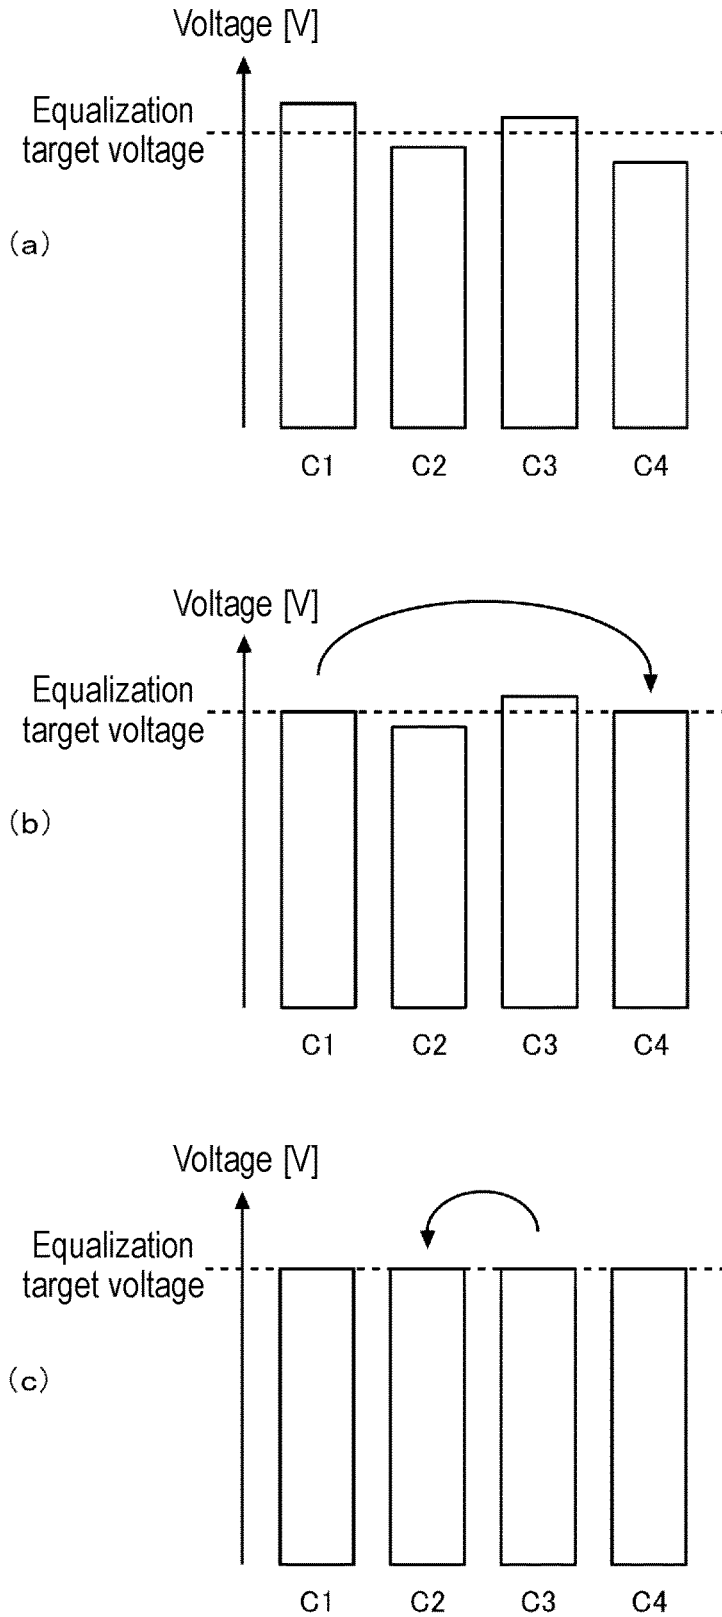 Voltage [V]
Equalization
target voltage
(a)
C1 C2 C3 C4
Voltage [V]
Equalization
target voltage
(b)
C1 C2 C3 C4
Voltage [V]
Equalization
target voltage
(c)
C1 C2 C3 C4